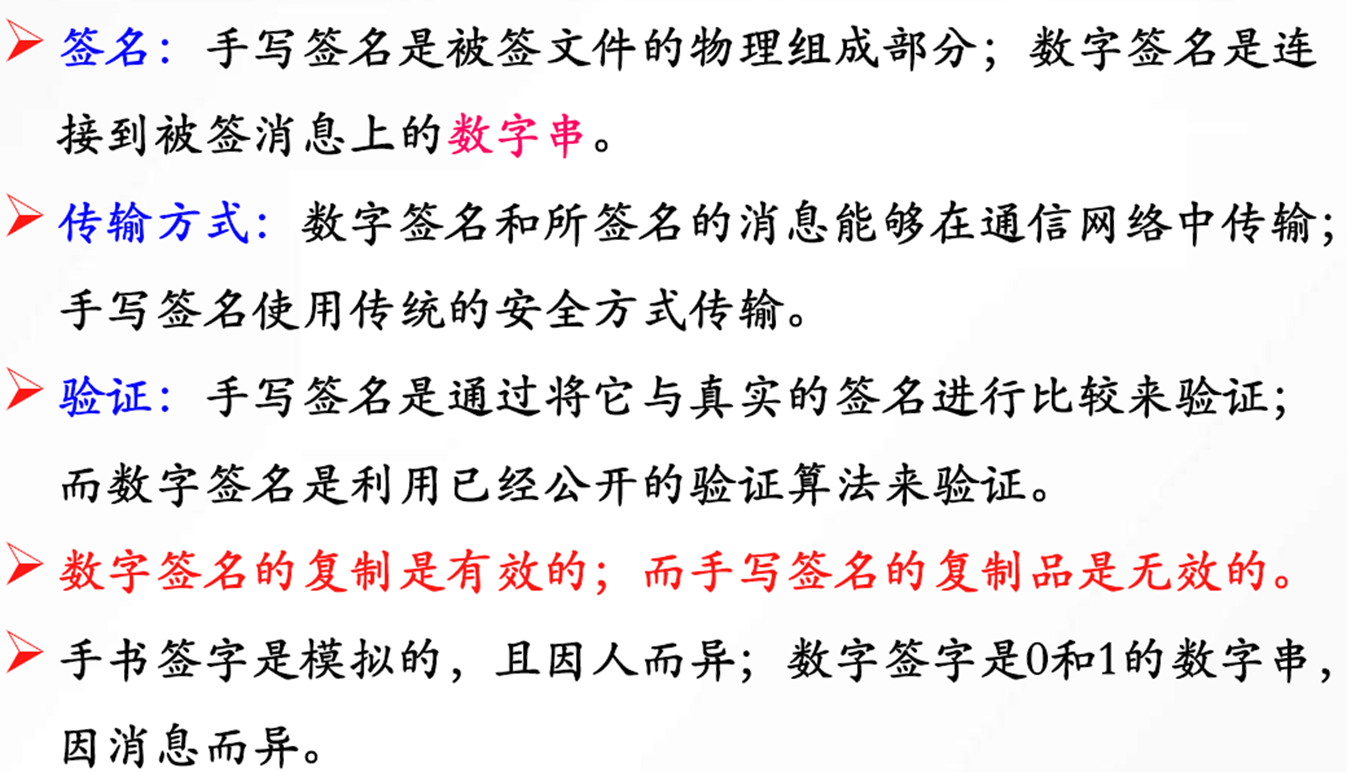 签名：手写签名是被签文件的物理组成部分；数字签名是连
接到被签消息上的数字串。
传输方式：数字签名和所签名的消息能够在通信网络中传输；
手写签名使用传统的安全方式传输。
验证：手写签名是通过将它与真实的签名进行比较来验证；
而数字签名是利用已经公开的验证算法来验证。
数字签名的复制是有效的；而手写签名的复制品是无效的。
手书签字是模拟的，且因人而异；数字签字是0和1的数字串，
因消息而异。